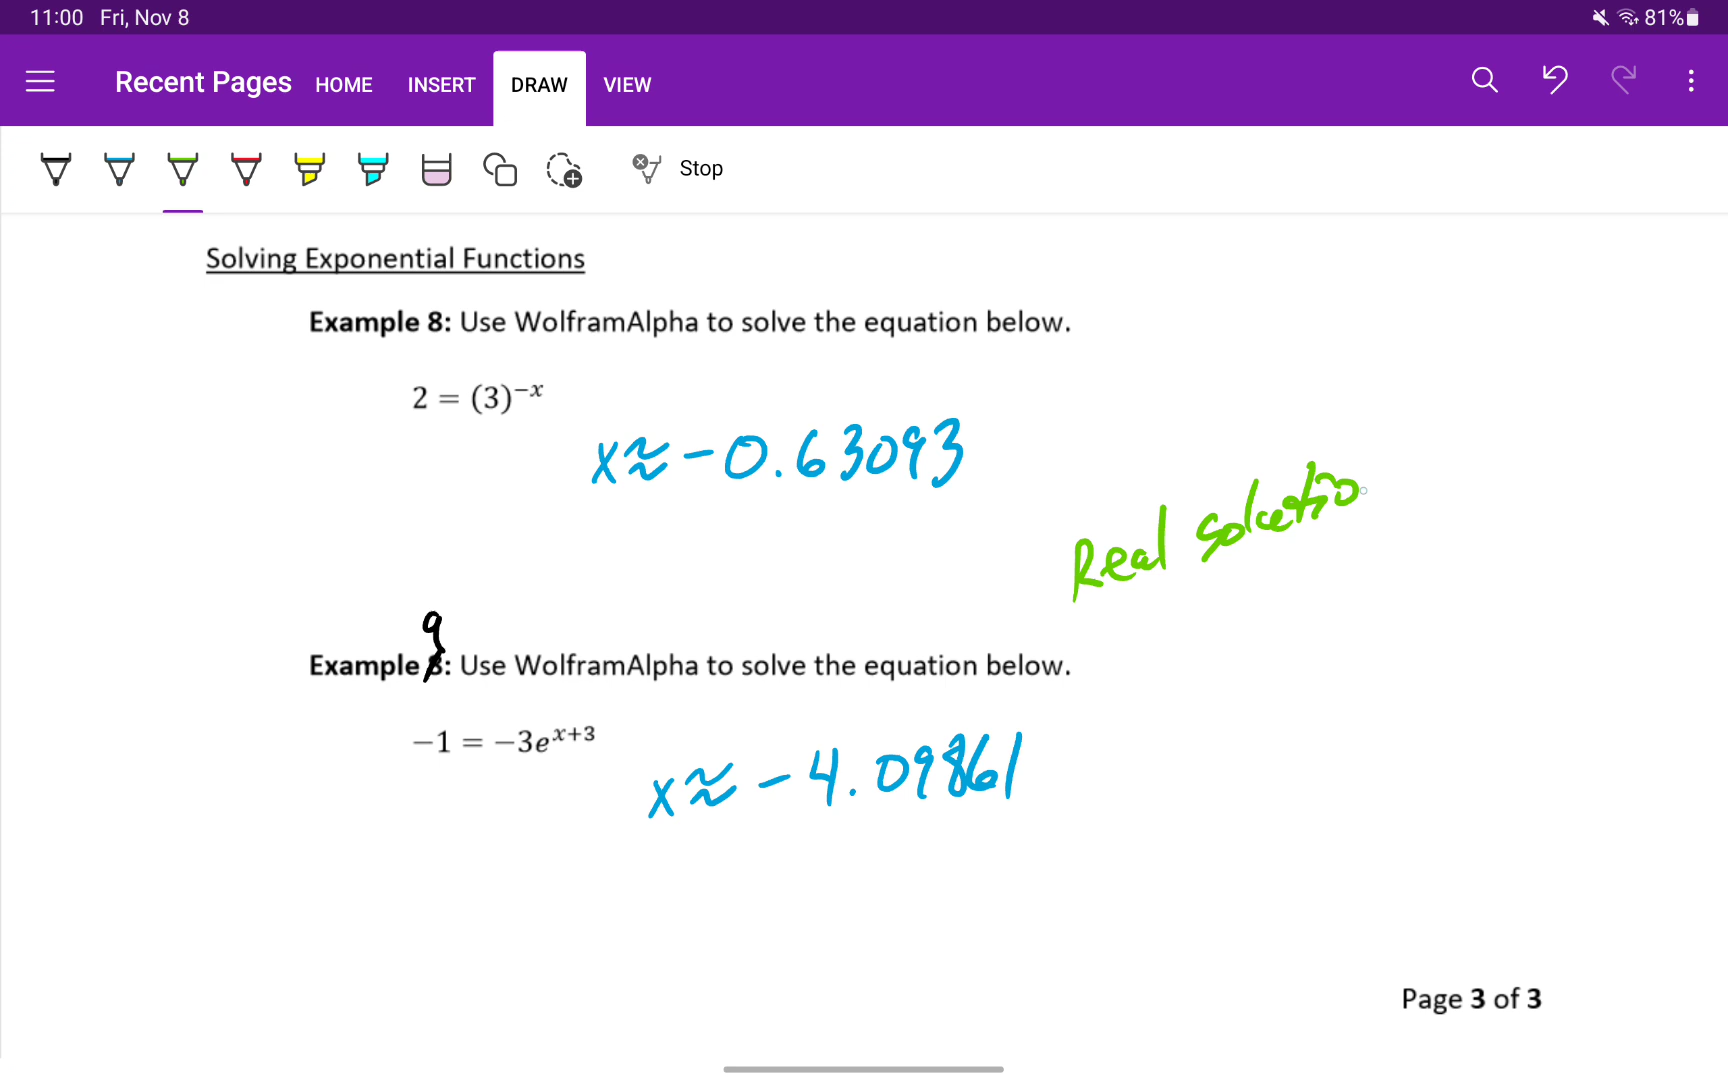 11:00 Fri, Nov 8 81%
Recent Pages HOME INSERT DRAW VIEW
Stop
Solving Exponential Functions
Example 8: Use WolframAlpha to solve the equation below.
2 = (3)⁻ˣ
x ≈ -0.63093
Real solutio
9
Example 8: Use WolframAlpha to solve the equation below.
−1 = −3eˣ⁺³
x ≈ -4.09861
Page 3 of 3